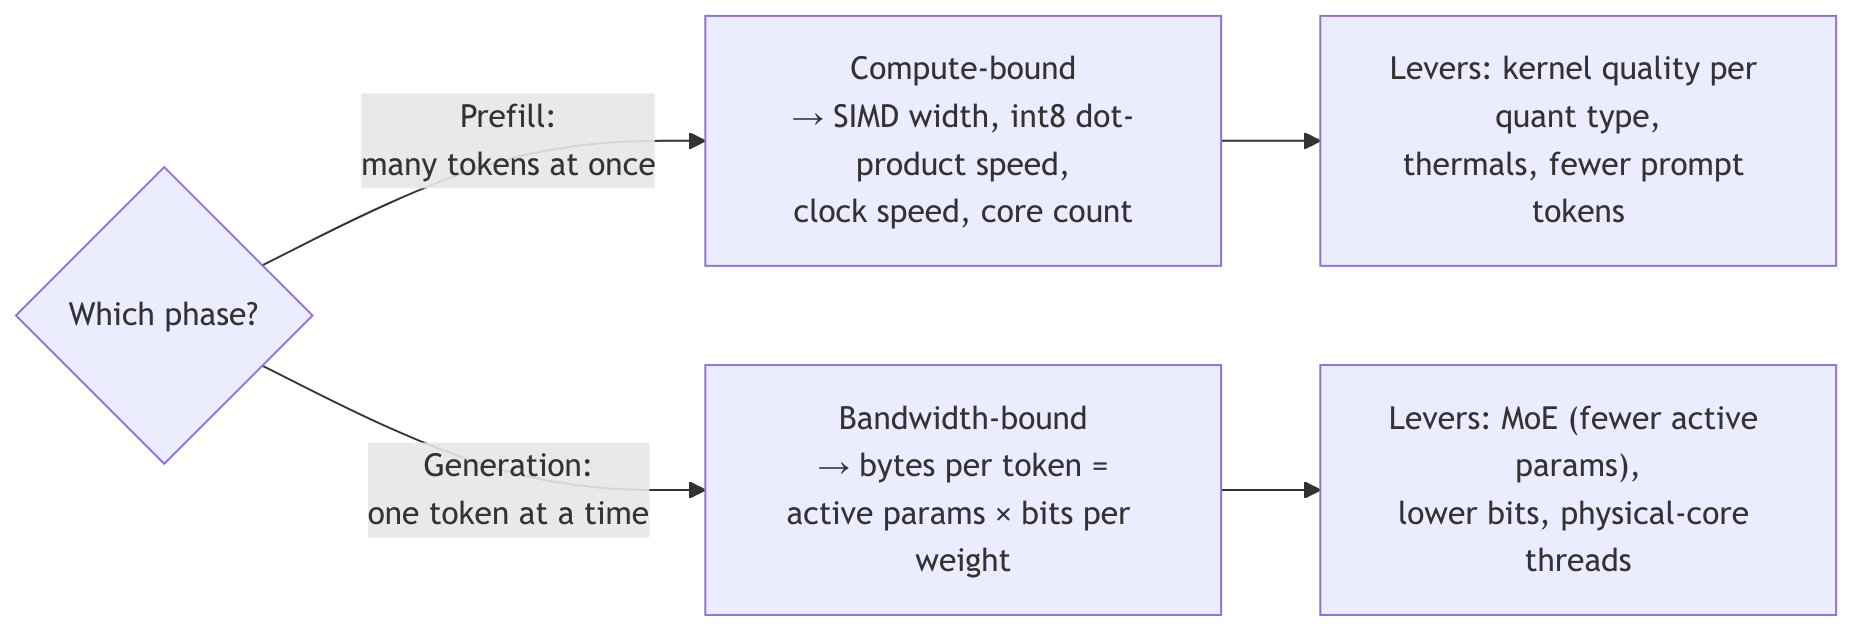 Which phase?
Prefill:
many tokens at once
Compute-bound
→ SIMD width, int8 dot-
product speed,
clock speed, core count
Levers: kernel quality per
quant type,
thermals, fewer prompt
tokens
Generation:
one token at a time
Bandwidth-bound
→ bytes per token =
active params × bits per
weight
Levers: MoE (fewer active
params),
lower bits, physical-core
threads